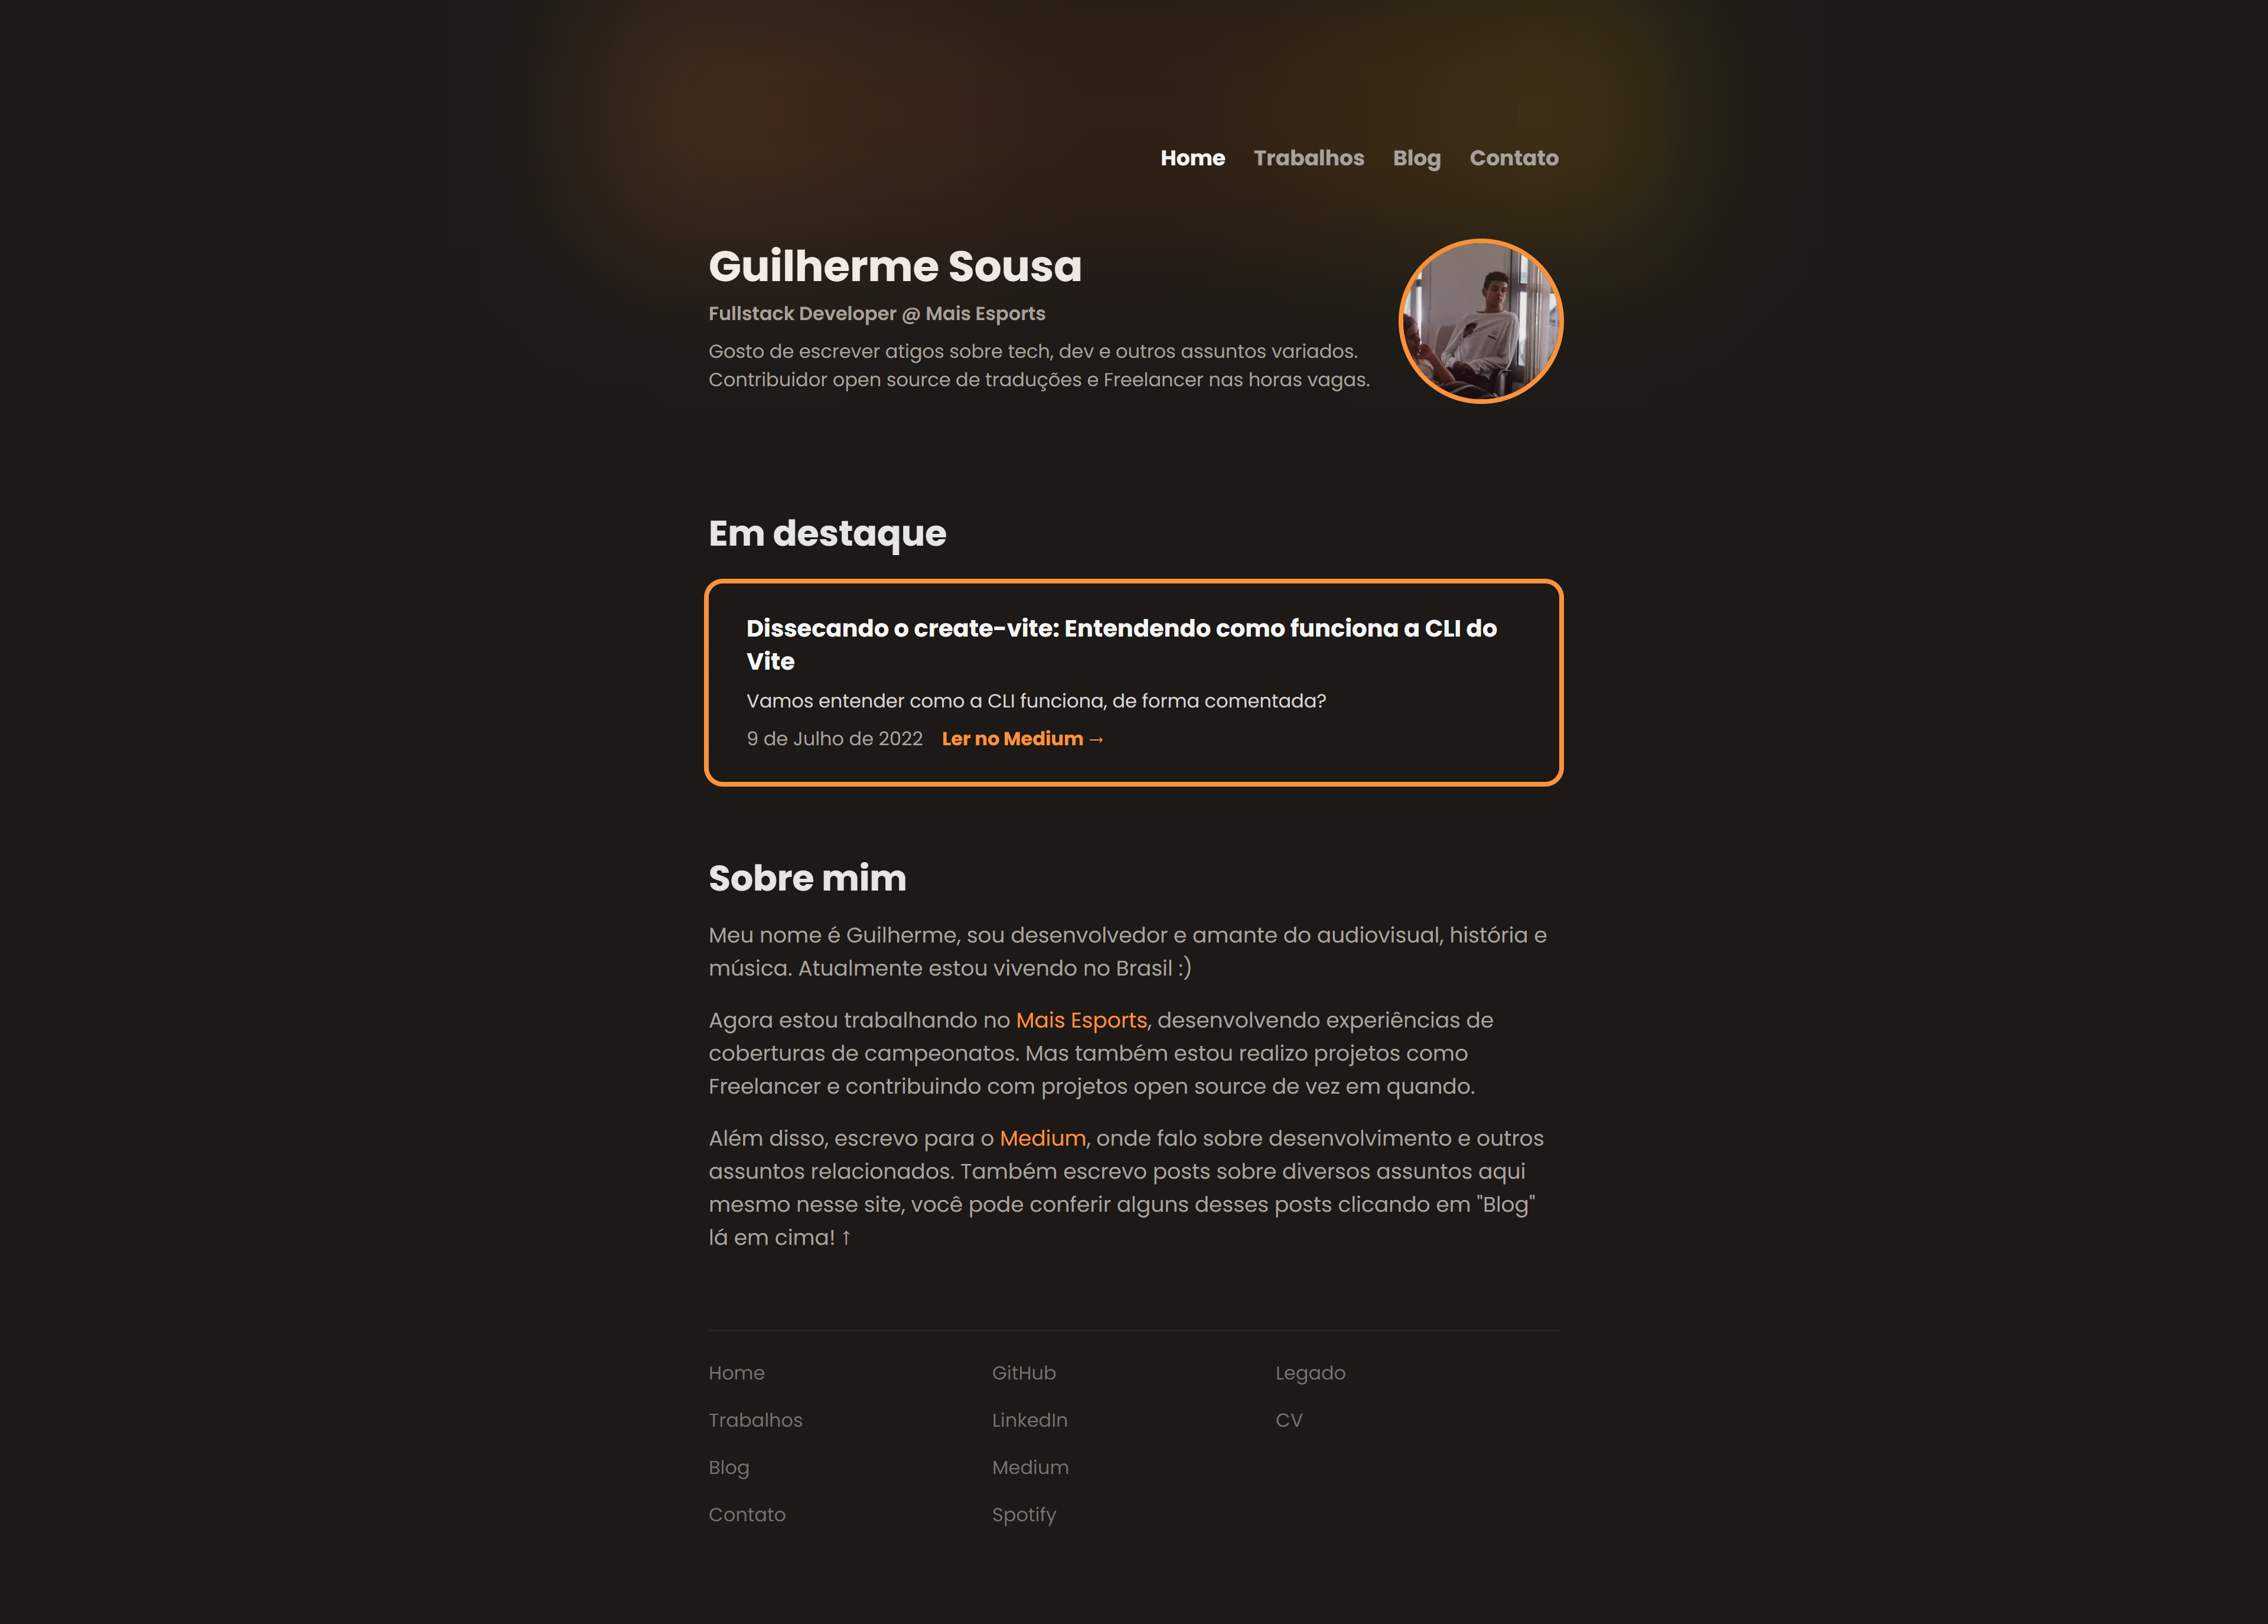 Home Trabalhos Blog Contato
Guilherme Sousa
Fullstack Developer @ Mais Esports
Gosto de escrever atigos sobre tech, dev e outros assuntos variados.
Contribuidor open source de traduções e Freelancer nas horas vagas.
Em destaque
Dissecando o create-vite: Entendendo como funciona a CLI do
Vite
Vamos entender como a CLI funciona, de forma comentada?
9 de Julho de 2022 Ler no Medium →
Sobre mim
Meu nome é Guilherme, sou desenvolvedor e amante do audiovisual, história e
música. Atualmente estou vivendo no Brasil :)
Agora estou trabalhando no Mais Esports, desenvolvendo experiências de
coberturas de campeonatos. Mas também estou realizo projetos como
Freelancer e contribuindo com projetos open source de vez em quando.
Além disso, escrevo para o Medium, onde falo sobre desenvolvimento e outros
assuntos relacionados. Também escrevo posts sobre diversos assuntos aqui
mesmo nesse site, você pode conferir alguns desses posts clicando em "Blog"
lá em cima! ↑
Home GitHub Legado
Trabalhos LinkedIn CV
Blog Medium
Contato Spotify